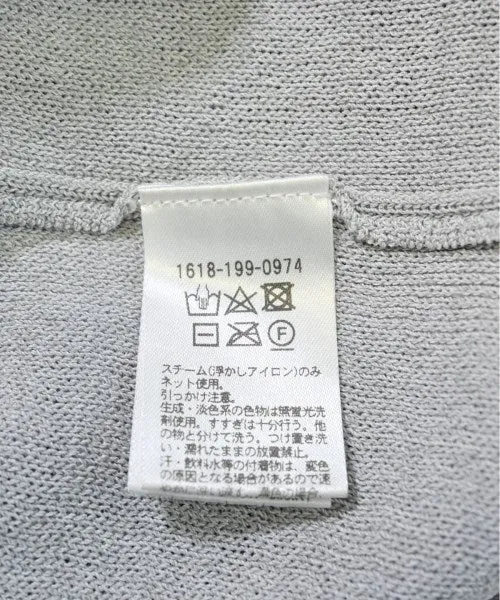 1618-199-0974
F
スチーム(浮かしアイロン)のみ
ネット使用。
引っかけ注意。
生成・淡色系の色物は無蛍光洗
剤使用。すすぎは十分行う。他
の物と分けて洗う。つけ置き洗
い・濡れたままの放置禁止。
汗・飲料水等の付着物は、変色
の原因となる場合があるので速